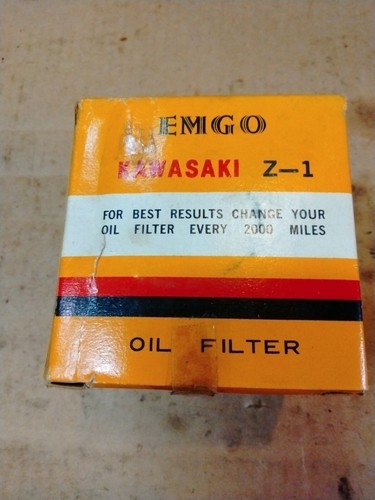 EMGO
KAWASAKI Z-1
FOR BEST RESULTS CHANGE YOUR
OIL FILTER EVERY 2000 MILES
OIL FILTER